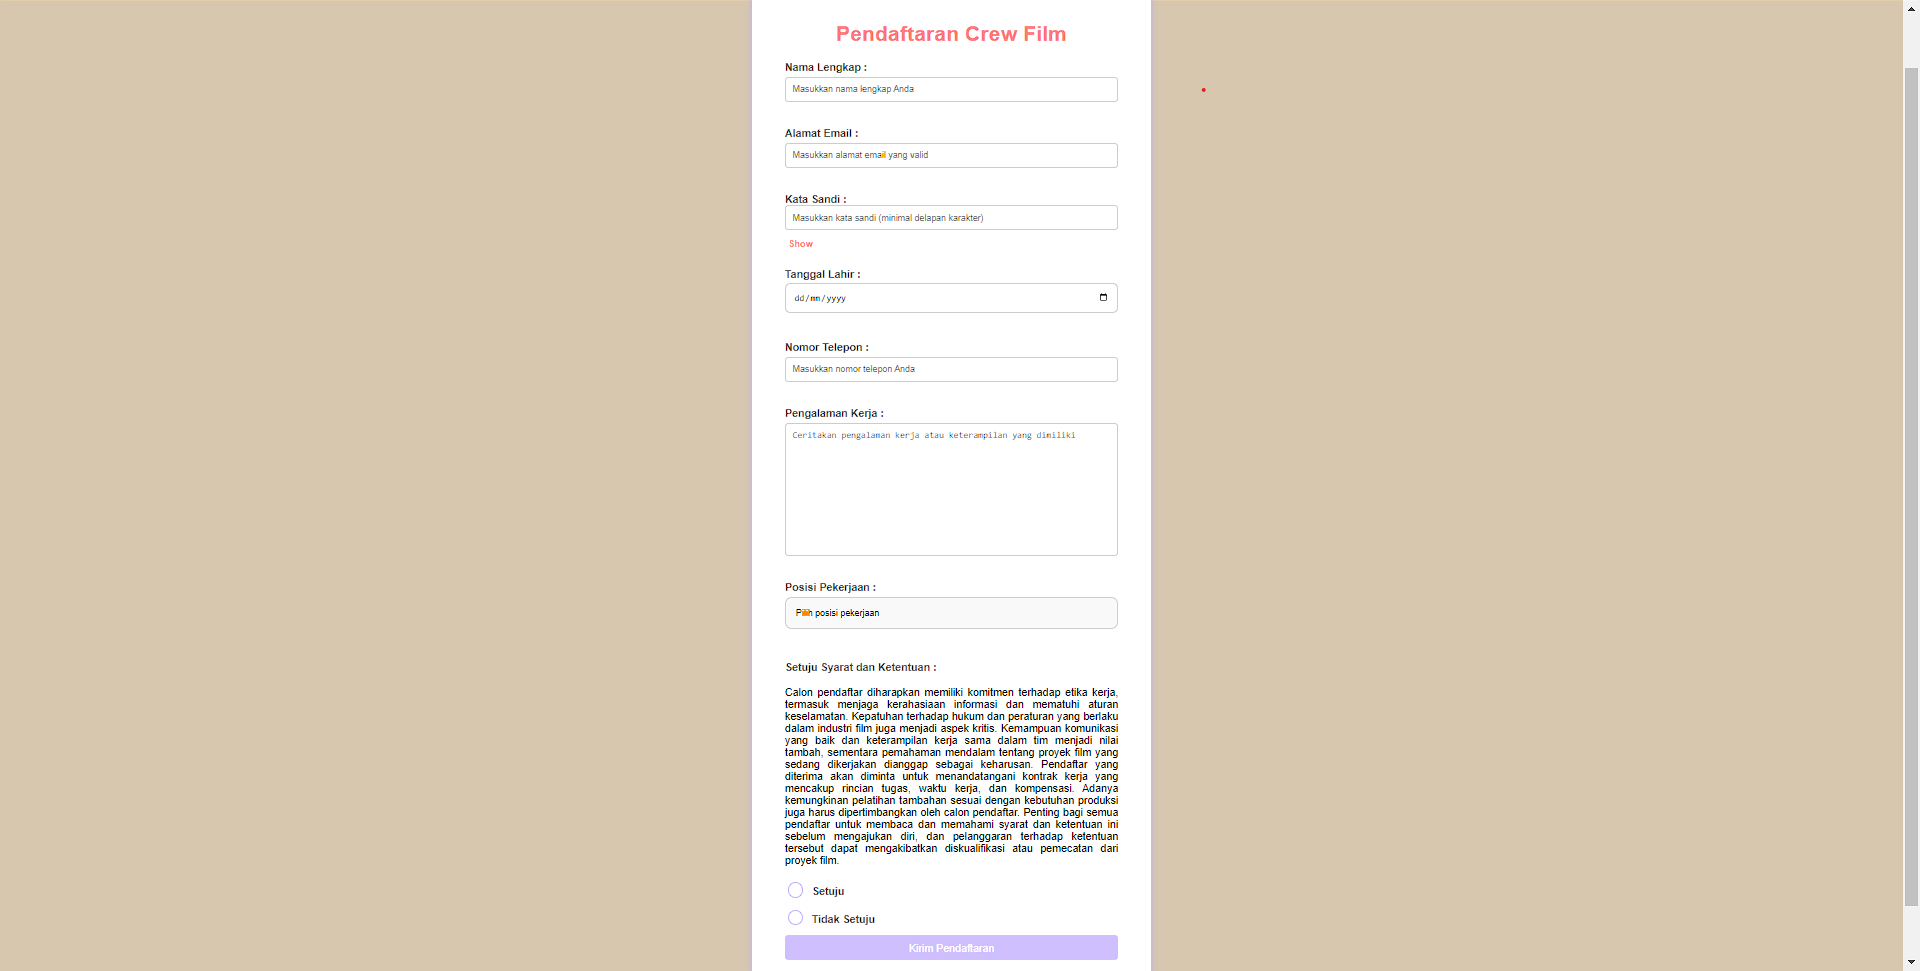 Pendaftaran Crew Film
Nama Lengkap :
Masukkan nama lengkap Anda
Alamat Email :
Masukkan alamat email yang valid
Kata Sandi :
Masukkan kata sandi (minimal delapan karakter)
Show
Tanggal Lahir :
dd/mm/yyyy
Nomor Telepon :
Masukkan nomor telepon Anda
Pengalaman Kerja :
Ceritakan pengalaman kerja atau keterampilan yang dimiliki
Posisi Pekerjaan :
Pilih posisi pekerjaan
Setuju Syarat dan Ketentuan :
Calon pendaftar diharapkan memiliki komitmen terhadap etika kerja,
termasuk menjaga kerahasiaan informasi dan mematuhi aturan
keselamatan. Kepatuhan terhadap hukum dan peraturan yang berlaku
dalam industri film juga menjadi aspek kritis. Kemampuan komunikasi
yang baik dan keterampilan kerja sama dalam tim menjadi nilai
tambah, sementara pemahaman mendalam tentang proyek film yang
sedang dikerjakan dianggap sebagai keharusan. Pendaftar yang
diterima akan diminta untuk menandatangani kontrak kerja yang
mencakup rincian tugas, waktu kerja, dan kompensasi. Adanya
kemungkinan pelatihan tambahan sesuai dengan kebutuhan produksi
juga harus dipertimbangkan oleh calon pendaftar. Penting bagi semua
pendaftar untuk membaca dan memahami syarat dan ketentuan ini
sebelum mengajukan diri, dan pelanggaran terhadap ketentuan
tersebut dapat mengakibatkan diskualifikasi atau pemecatan dari
proyek film.
Setuju
Tidak Setuju
Kirim Pendaftaran